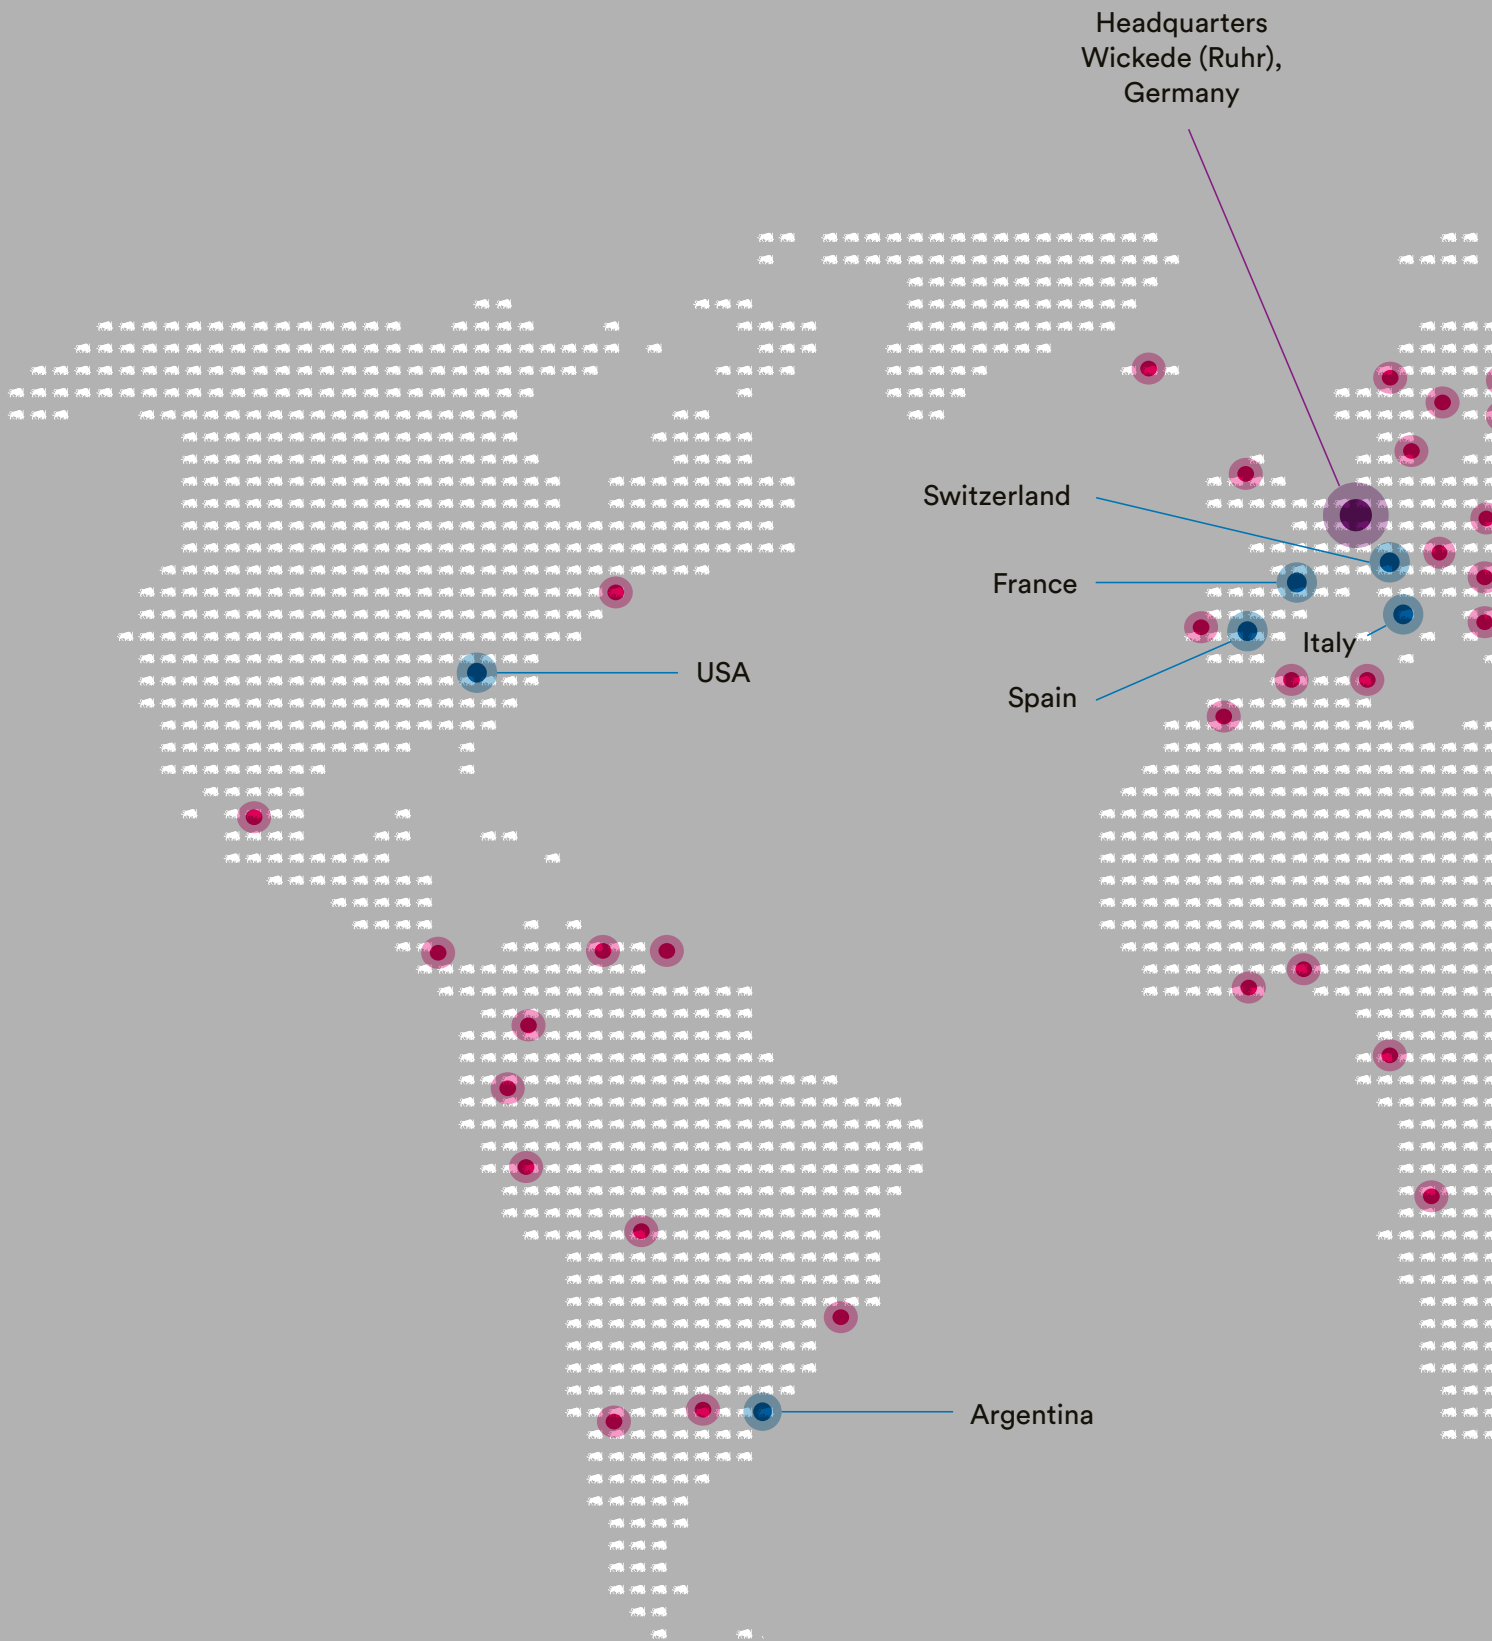 Headquarters
Wickede (Ruhr),
Germany
Switzerland
France
Italy
USA
Spain
Argentina